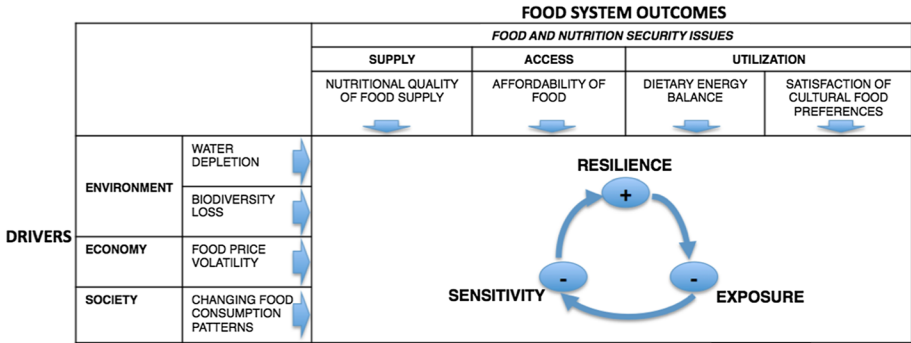 FOOD SYSTEM OUTCOMES
FOOD AND NUTRITION SECURITY ISSUES
SUPPLY
ACCESS
UTILIZATION
NUTRITIONAL QUALITY
OF FOOD SUPPLY
AFFORDABILITY OF
FOOD
DIETARY ENERGY
BALANCE
SATISFACTION OF
CULTURAL FOOD
PREFERENCES
DRIVERS
ENVIRONMENT
WATER
DEPLETION
BIODIVERSITY
LOSS
ECONOMY
FOOD PRICE
VOLATILITY
SOCIETY
CHANGING FOOD
CONSUMPTION
PATTERNS
RESILIENCE
+
SENSITIVITY
-
-
EXPOSURE